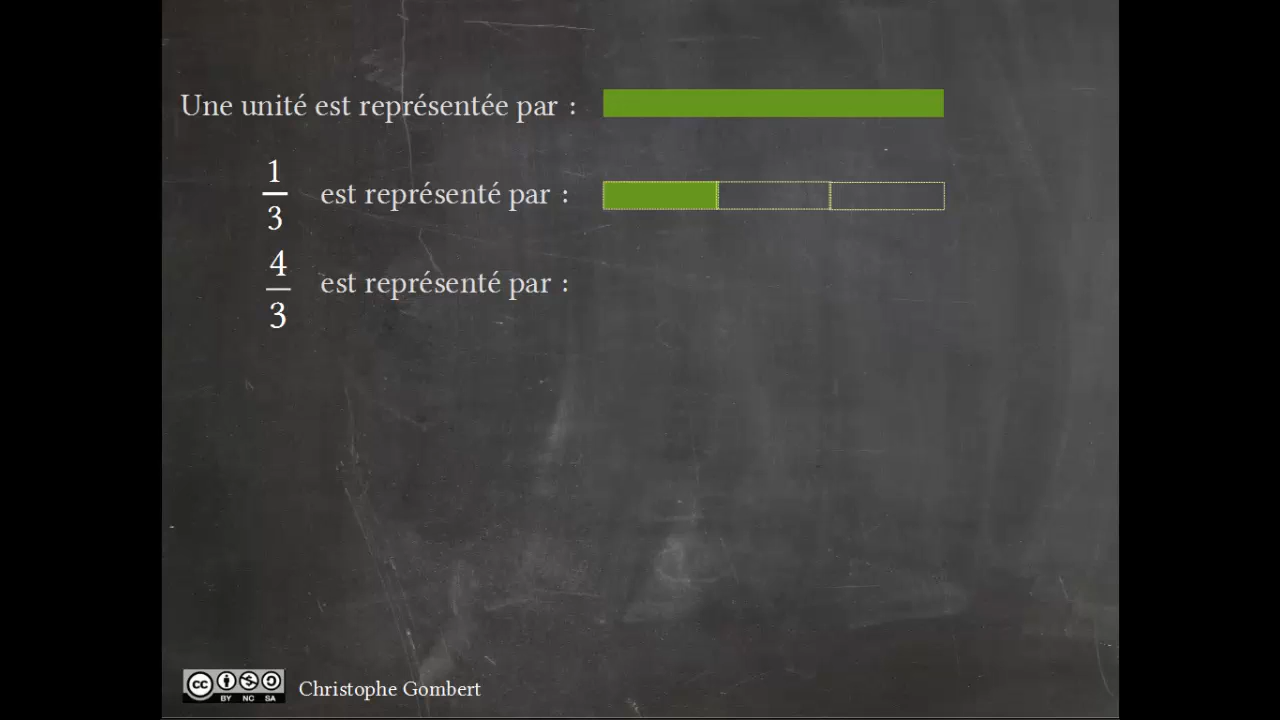 Une unité est représentée par :
1
3
est représenté par :
4
3
est représenté par :
cc
BY NC SA
Christophe Gombert